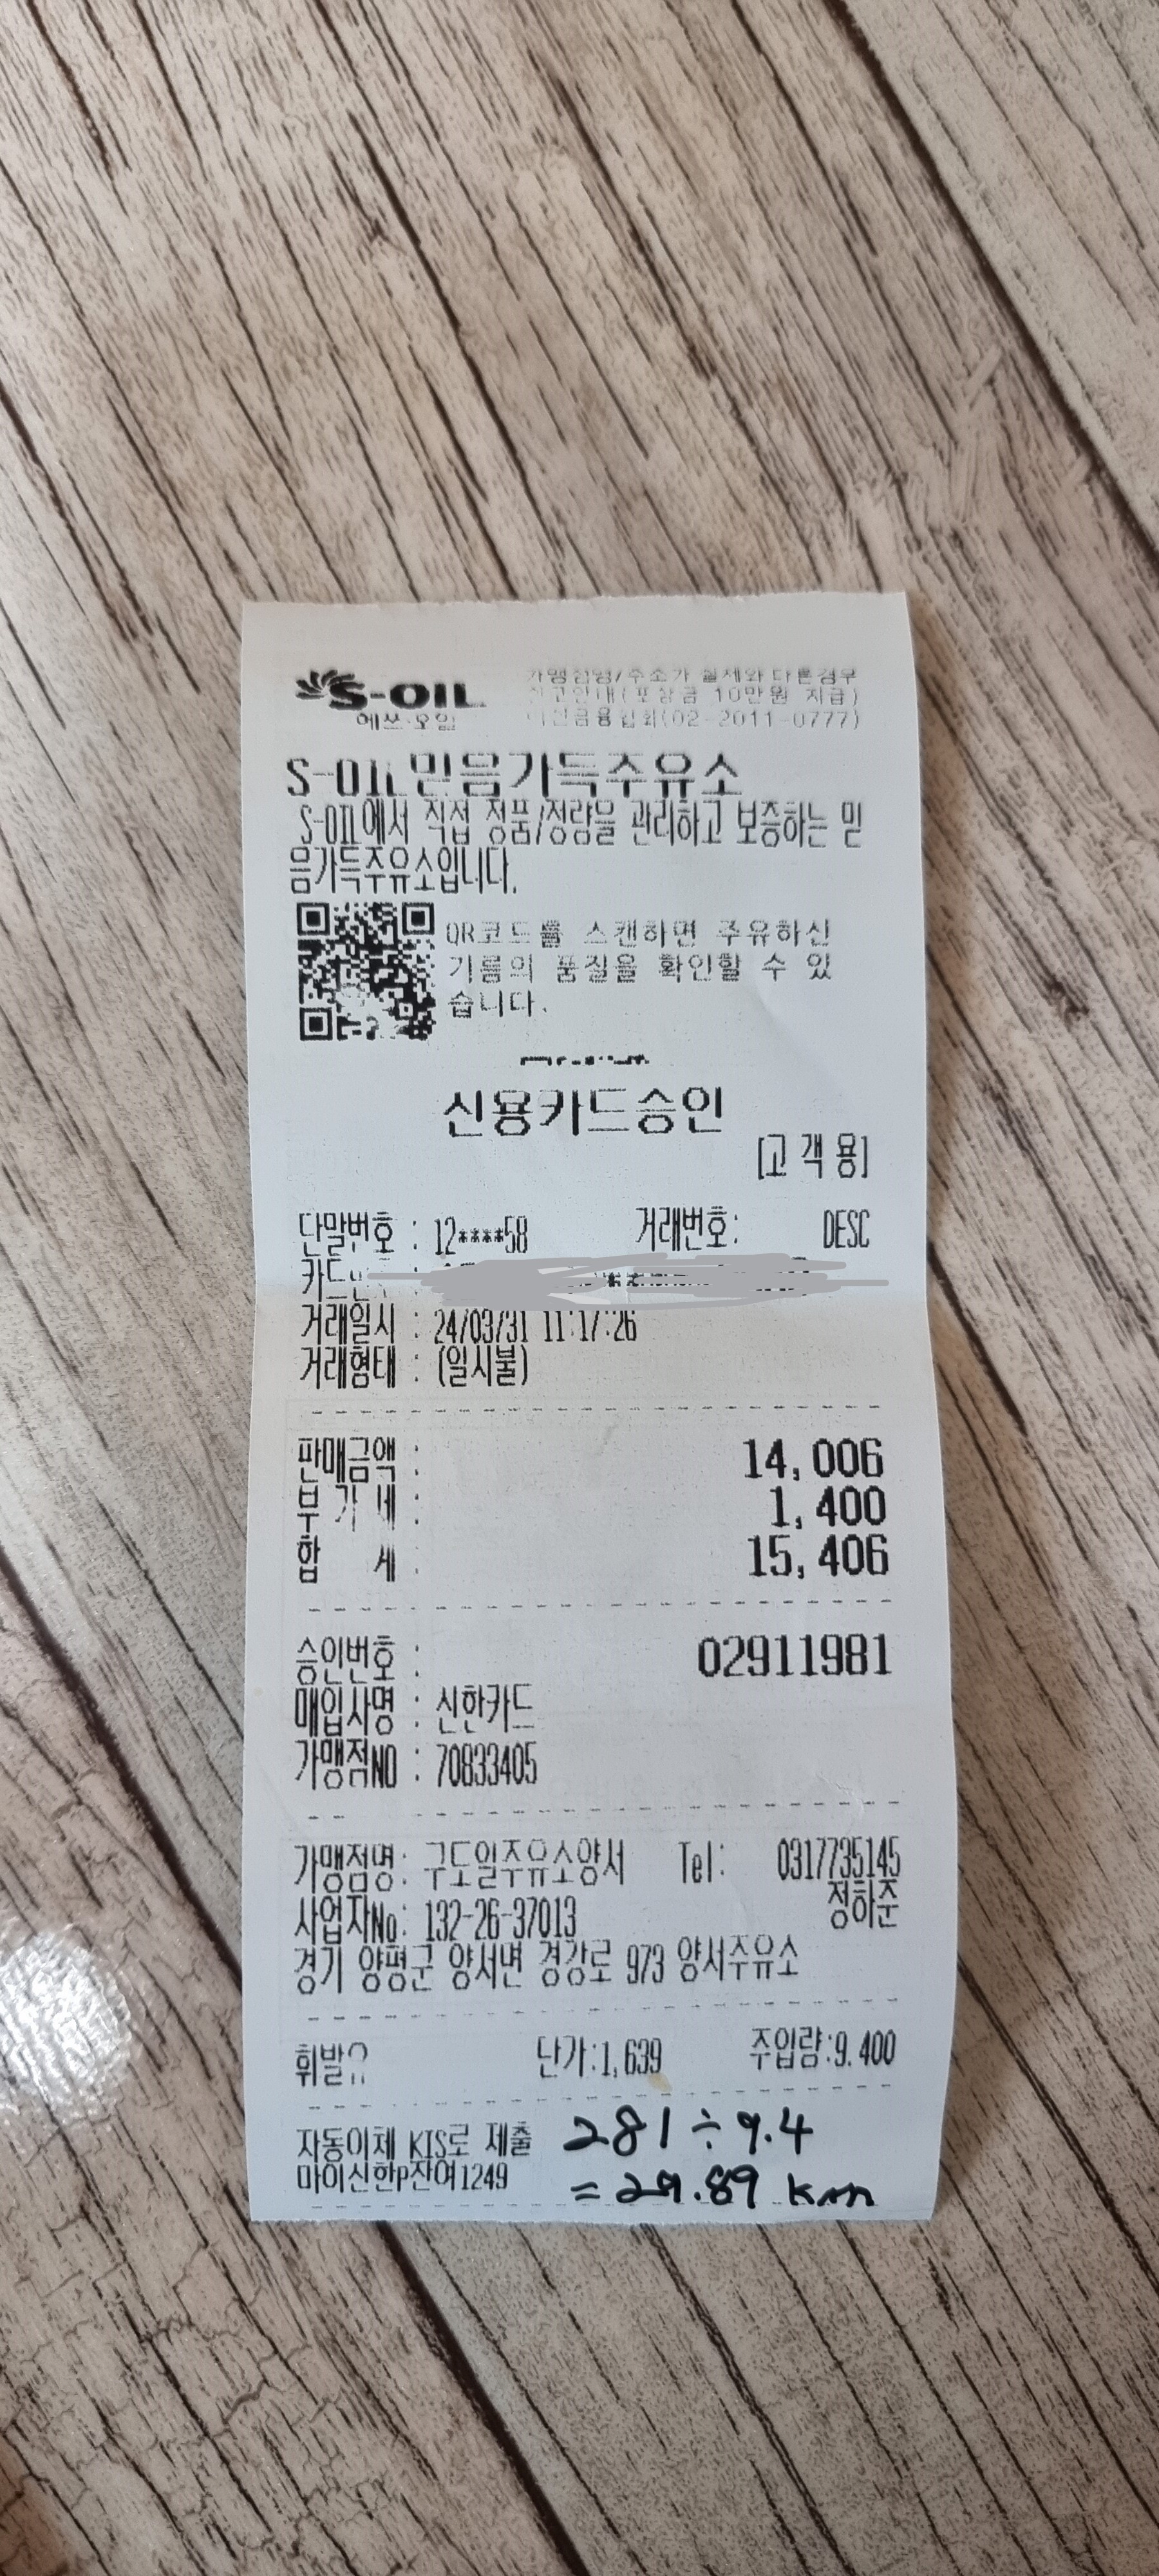 S-OIL 가맹점명/주소가 실제와 다른경우
에쓰-오일 신고안내(포상금 10만원 지급)
여신금융협회(02-2011-0777)
S-OIL믿음가득주유소
S-OIL에서 직접 정품/정량을 관리하고 보증하는 믿
음가득주유소입니다.
QR코드를 스캔하면 주유하신
기름의 품질을 확인할 수 있
습니다.
신용카드승인
[고 객 용]
단말번호 : 12****58 거래번호: DESC
거래일시 : 24/03/31 11:17:26
거래형태 : (일시불)
판매금액 : 14,006
부 가 세 : 1,400
합 계 : 15,406
승인번호 : 02911981
매입사명 : 신한카드
가맹점NO : 70833405
가맹점명: 구도일주유소양서 Tel: 0317735145
사업자No: 132-26-37013 정하준
경기 양평군 양서면 경강로 973 양서주유소
휘발유 단가:1,639 주입량:9.400
자동이체 KIS로 제출 281÷9.4
마이신한P잔여1249 =29.89 km